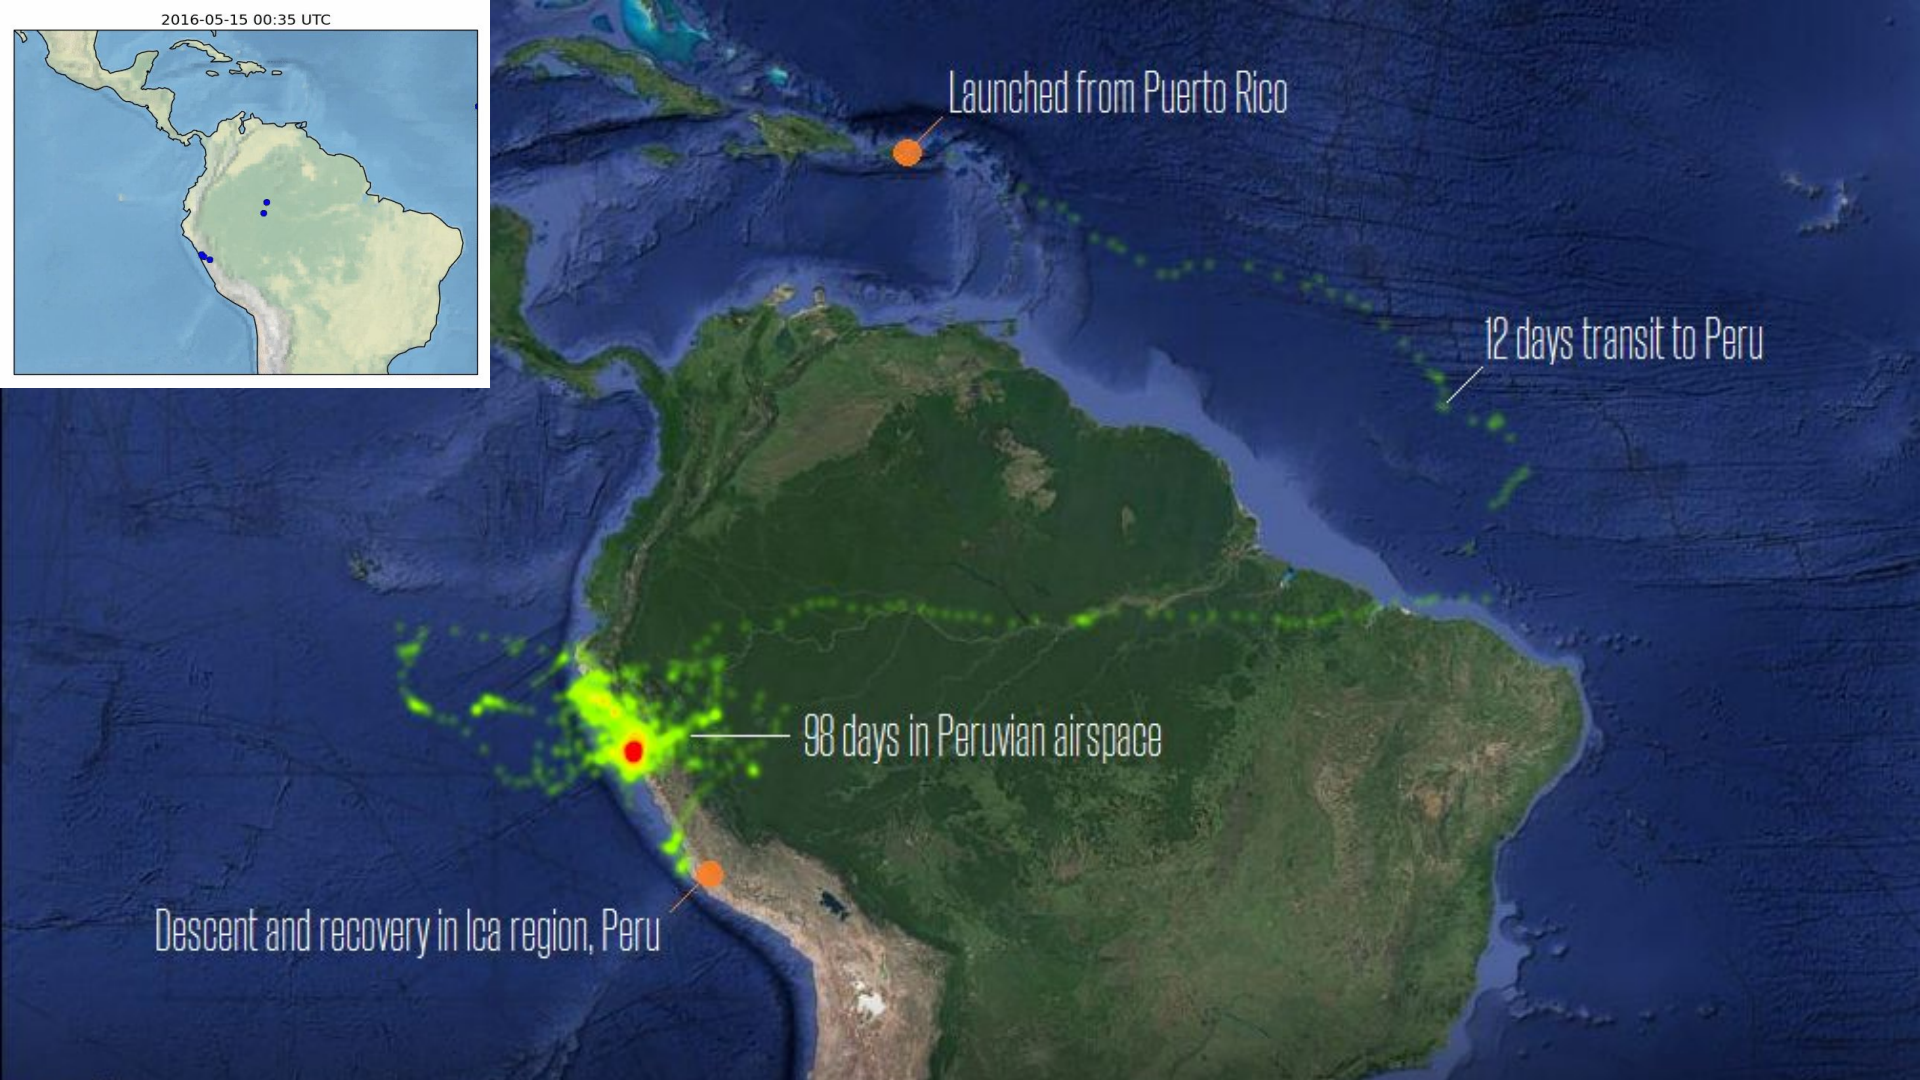 2016-05-15 00:35 UTC
Launched from Puerto Rico
12 days transit to Peru
98 days in Peruvian airspace
Descent and recovery in Ica region, Peru